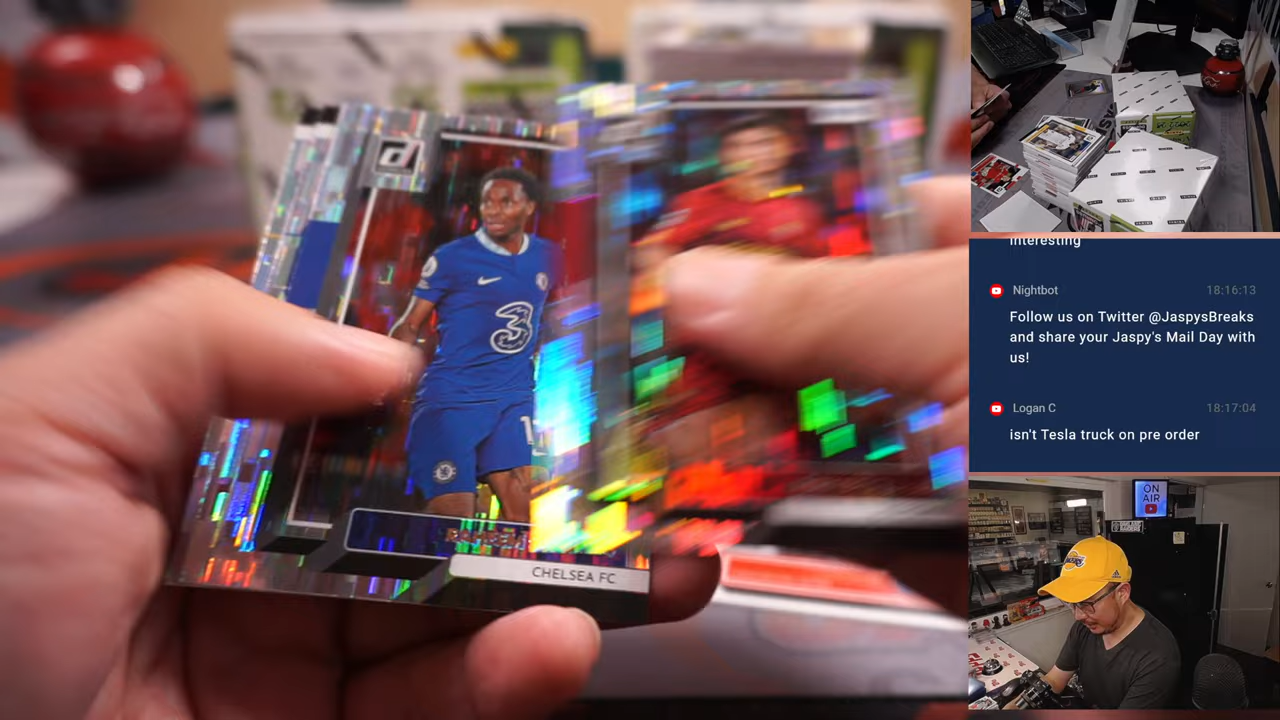 d
3
1
CHELSEA FC
interesting
Nightbot
18:16:13
Follow us on Twitter @JaspysBreaks
and share your Jaspy's Mail Day with
us!
Logan C
18:17:04
isn't Tesla truck on pre order
ON
AIR